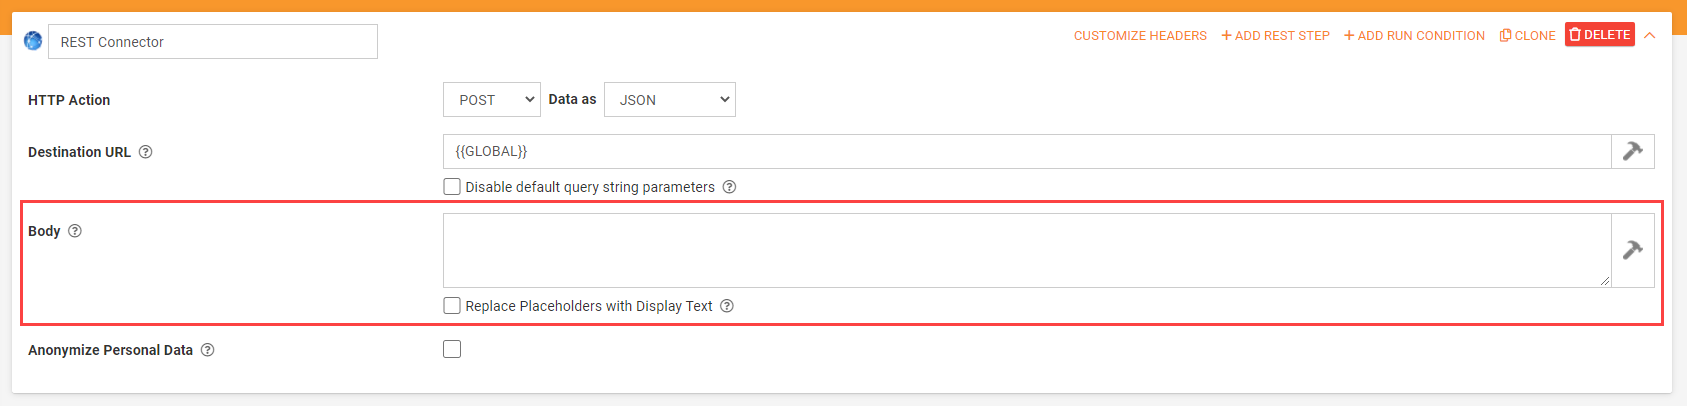 REST Connector
CUSTOMIZE HEADERS + ADD REST STEP + ADD RUN CONDITION CLONE DELETE
HTTP Action POST Data as JSON
Destination URL ? {{GLOBAL}}
Disable default query string parameters ?
Body ?
Replace Placeholders with Display Text ?
Anonymize Personal Data ?